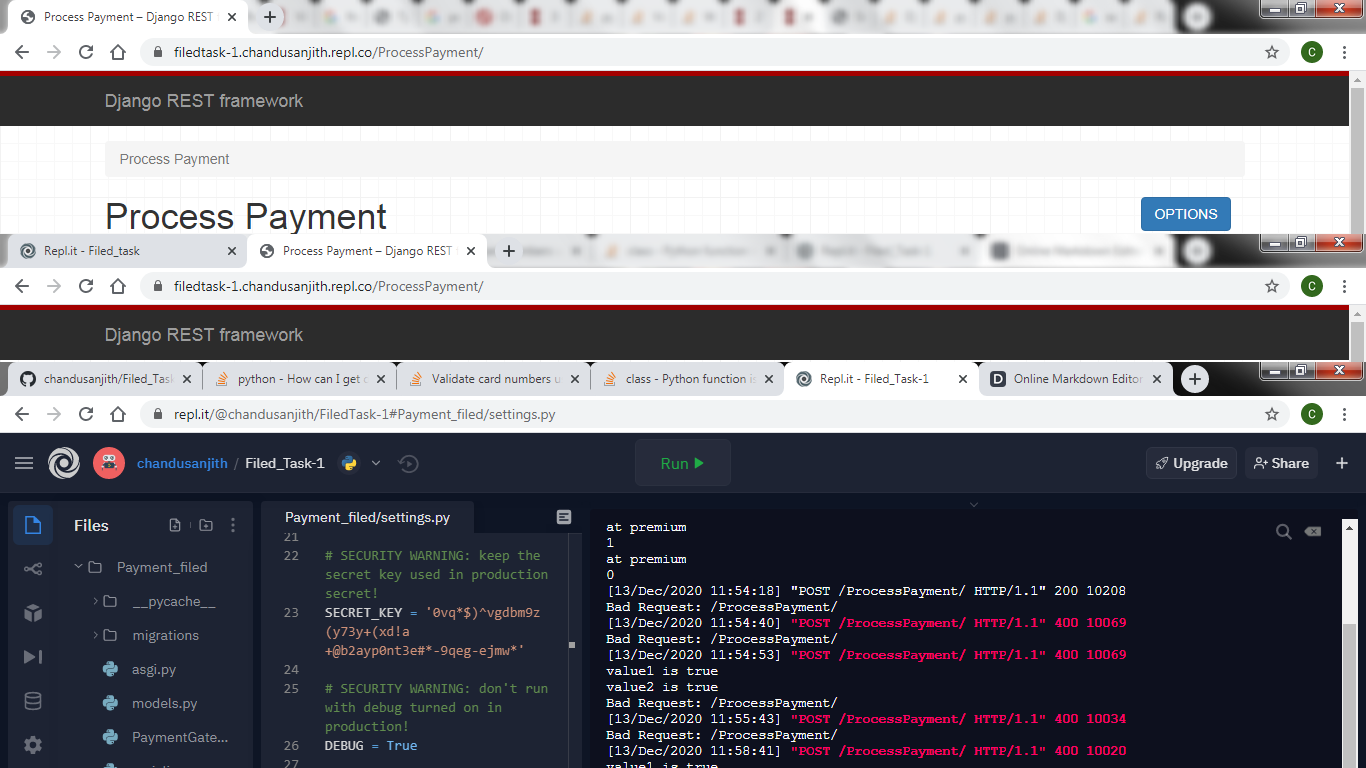 Process Payment – Django REST
filedtask-1.chandusanjith.repl.co/ProcessPayment/
C
Django REST framework
Process Payment
Process Payment
OPTIONS
Repl.it - Filed_task
Process Payment – Django REST
filedtask-1.chandusanjith.repl.co/ProcessPayment/
C
Django REST framework
chandusanjith/Filed_Task
python - How can I get c
Validate card numbers u
class - Python function is
Repl.it - Filed_Task-1
Online Markdown Editor
repl.it/@chandusanjith/FiledTask-1#Payment_filed/settings.py
C
chandusanjith / Filed_Task-1
Run
Upgrade
Share
Files
Payment_filed
__pycache__
migrations
asgi.py
models.py
PaymentGate...
Payment_filed/settings.py
21
22 # SECURITY WARNING: keep the
secret key used in production
secret!
23 SECRET_KEY = '0vq*$)^vgdbm9z
(y73y+(xd!a
+@b2ayp0nt3e#*-9qeg-ejmw*'
24
25 # SECURITY WARNING: don't run
with debug turned on in
production!
26 DEBUG = True
27
at premium
1
at premium
0
[13/Dec/2020 11:54:18] "POST /ProcessPayment/ HTTP/1.1" 200 10208
Bad Request: /ProcessPayment/
[13/Dec/2020 11:54:40] "POST /ProcessPayment/ HTTP/1.1" 400 10069
Bad Request: /ProcessPayment/
[13/Dec/2020 11:54:53] "POST /ProcessPayment/ HTTP/1.1" 400 10069
value1 is true
value2 is true
Bad Request: /ProcessPayment/
[13/Dec/2020 11:55:43] "POST /ProcessPayment/ HTTP/1.1" 400 10034
Bad Request: /ProcessPayment/
[13/Dec/2020 11:58:41] "POST /ProcessPayment/ HTTP/1.1" 400 10020
value1 is true